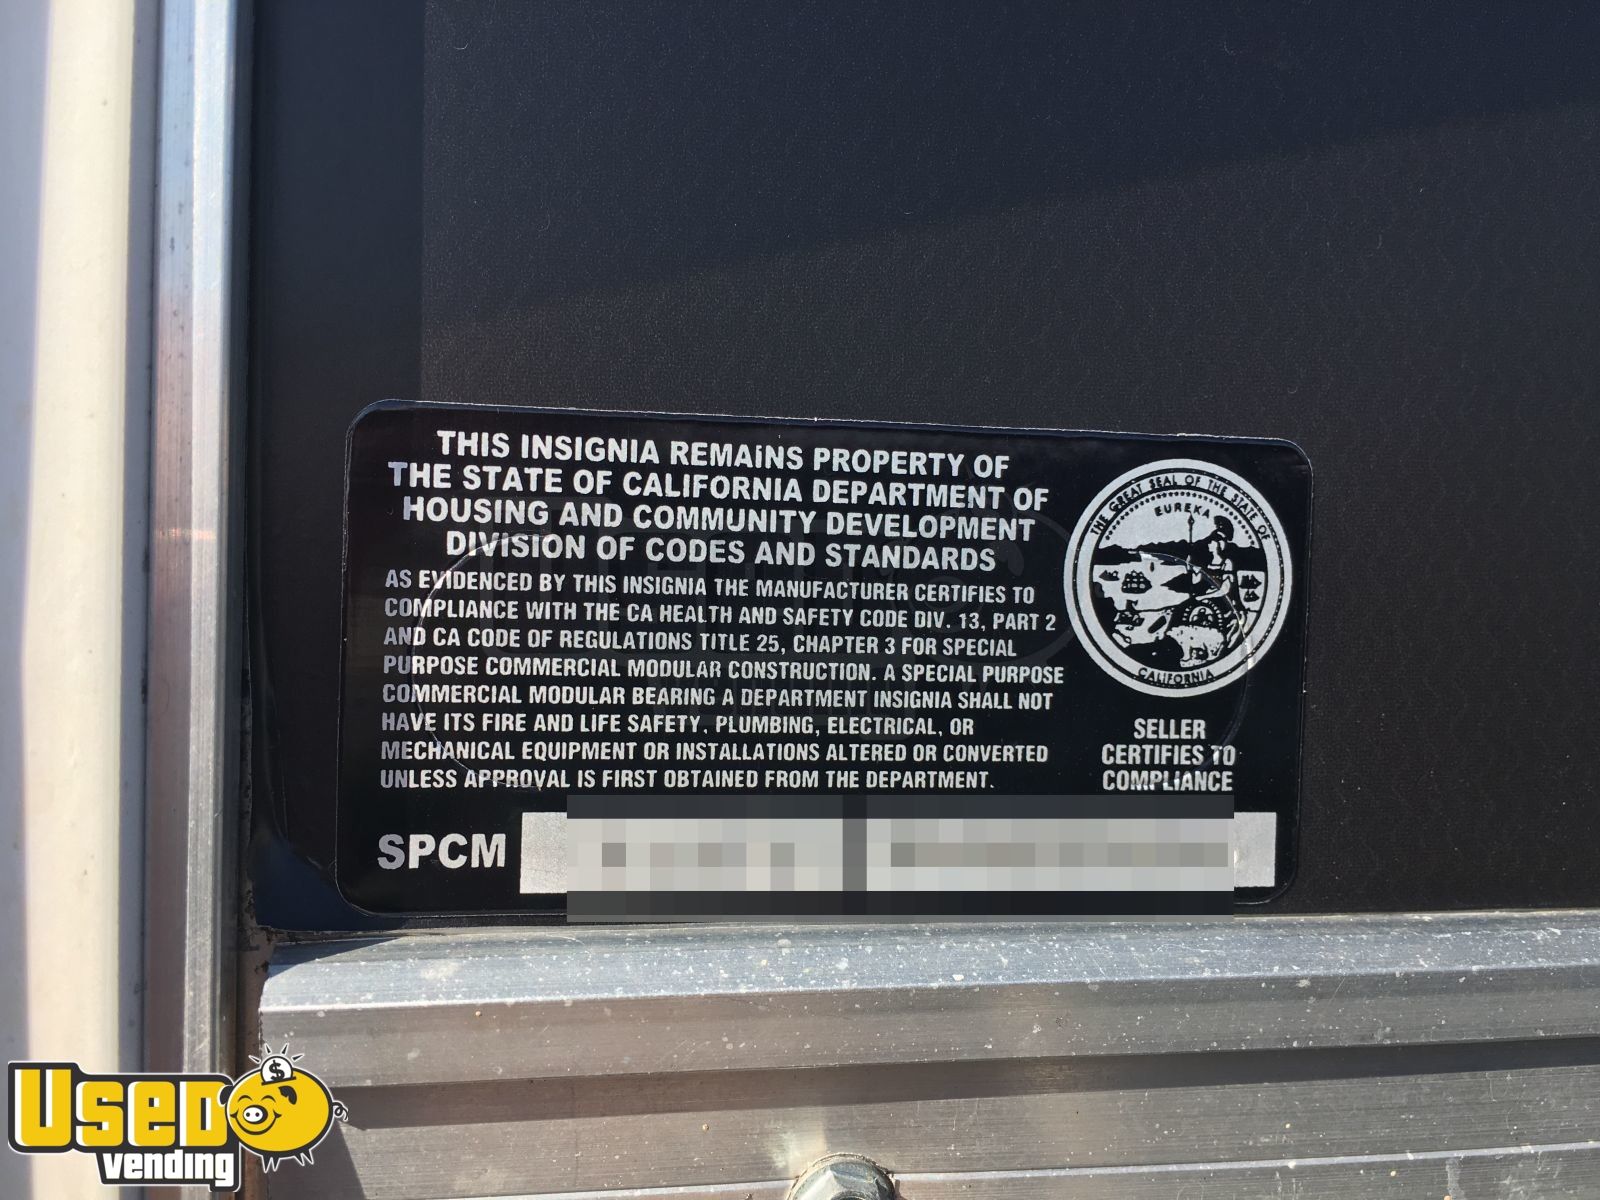 THIS INSIGNIA REMAINS PROPERTY OF
THE STATE OF CALIFORNIA DEPARTMENT OF
HOUSING AND COMMUNITY DEVELOPMENT
DIVISION OF CODES AND STANDARDS
AS EVIDENCED BY THIS INSIGNIA THE MANUFACTURER CERTIFIES TO
COMPLIANCE WITH THE CA HEALTH AND SAFETY CODE DIV. 13, PART 2
AND CA CODE OF REGULATIONS TITLE 25, CHAPTER 3 FOR SPECIAL
PURPOSE COMMERCIAL MODULAR CONSTRUCTION. A SPECIAL PURPOSE
COMMERCIAL MODULAR BEARING A DEPARTMENT INSIGNIA SHALL NOT
HAVE ITS FIRE AND LIFE SAFETY, PLUMBING, ELECTRICAL, OR
MECHANICAL EQUIPMENT OR INSTALLATIONS ALTERED OR CONVERTED
UNLESS APPROVAL IS FIRST OBTAINED FROM THE DEPARTMENT.
THE GREAT SEAL OF THE STATE OF
EUREKA
CALIFORNIA
SELLER
CERTIFIES TO
COMPLIANCE
SPCM
USED
vending
$